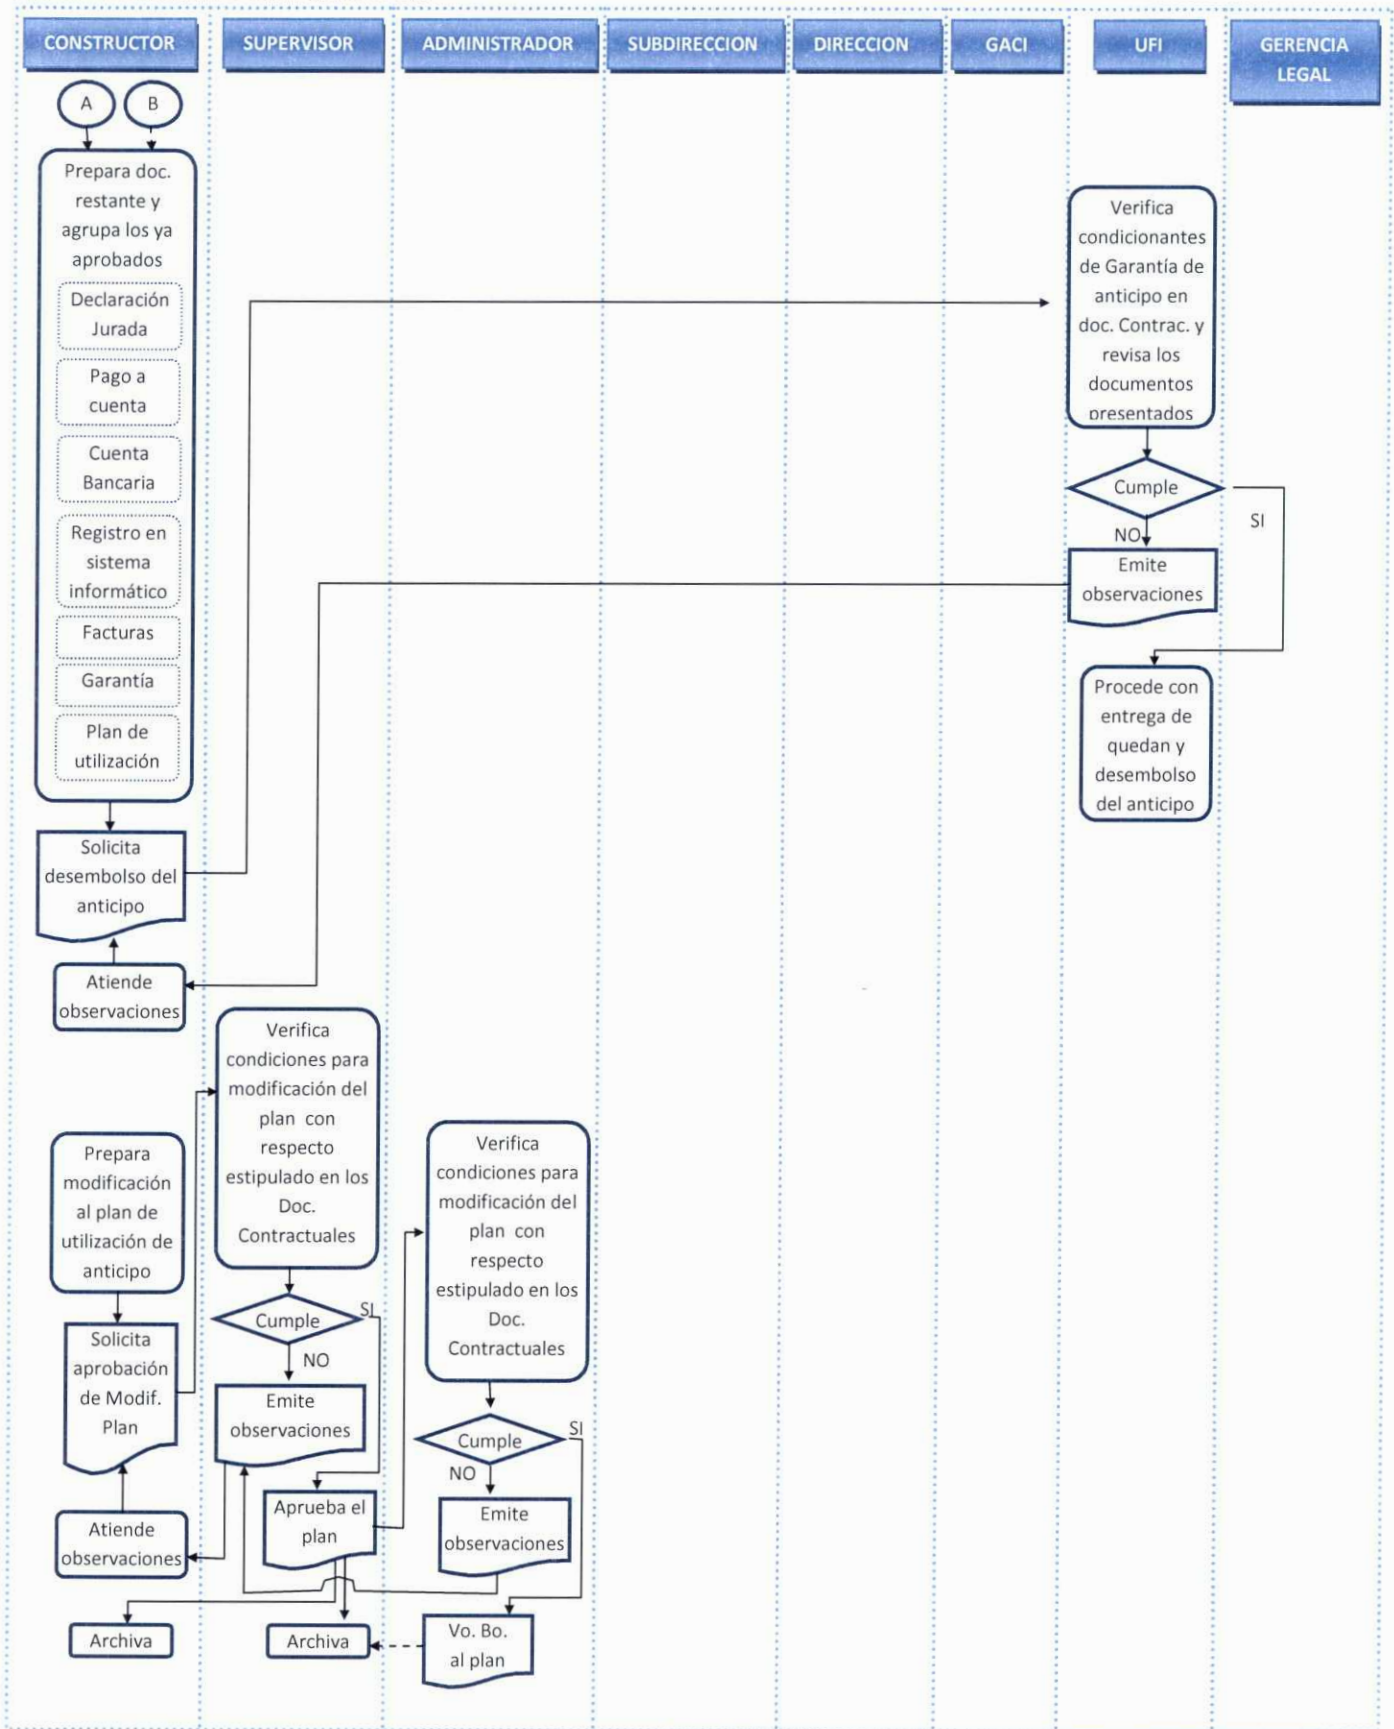 CONSTRUCTOR
SUPERVISOR
ADMINISTRADOR
SUBDIRECCION
DIRECCION
GACI
UFI
GERENCIA
LEGAL
A
B
Prepara doc.
restante y
agrupa los ya
aprobados
Declaración
Jurada
Pago a
cuenta
Cuenta
Bancaria
Registro en
sistema
informático
Facturas
Garantía
Plan de
utilización
Solicita
desembolso del
anticipo
Atiende
observaciones
Verifica
condicionantes
de Garantía de
anticipo en
doc. Contrac. y
revisa los
documentos
presentados
Cumple
SI
NO
Emite
observaciones
Procede con
entrega de
quedan y
desembolso
del anticipo
Prepara
modificación
al plan de
utilización de
anticipo
Solicita
aprobación
de Modif.
Plan
Atiende
observaciones
Archiva
Verifica
condiciones para
modificación del
plan con
respecto
estipulado en los
Doc.
Contractuales
Cumple
SI
NO
Emite
observaciones
Aprueba el
plan
Archiva
Verifica
condiciones para
modificación del
plan con
respecto
estipulado en los
Doc.
Contractuales
Cumple
SI
NO
Emite
observaciones
Vo. Bo.
al plan